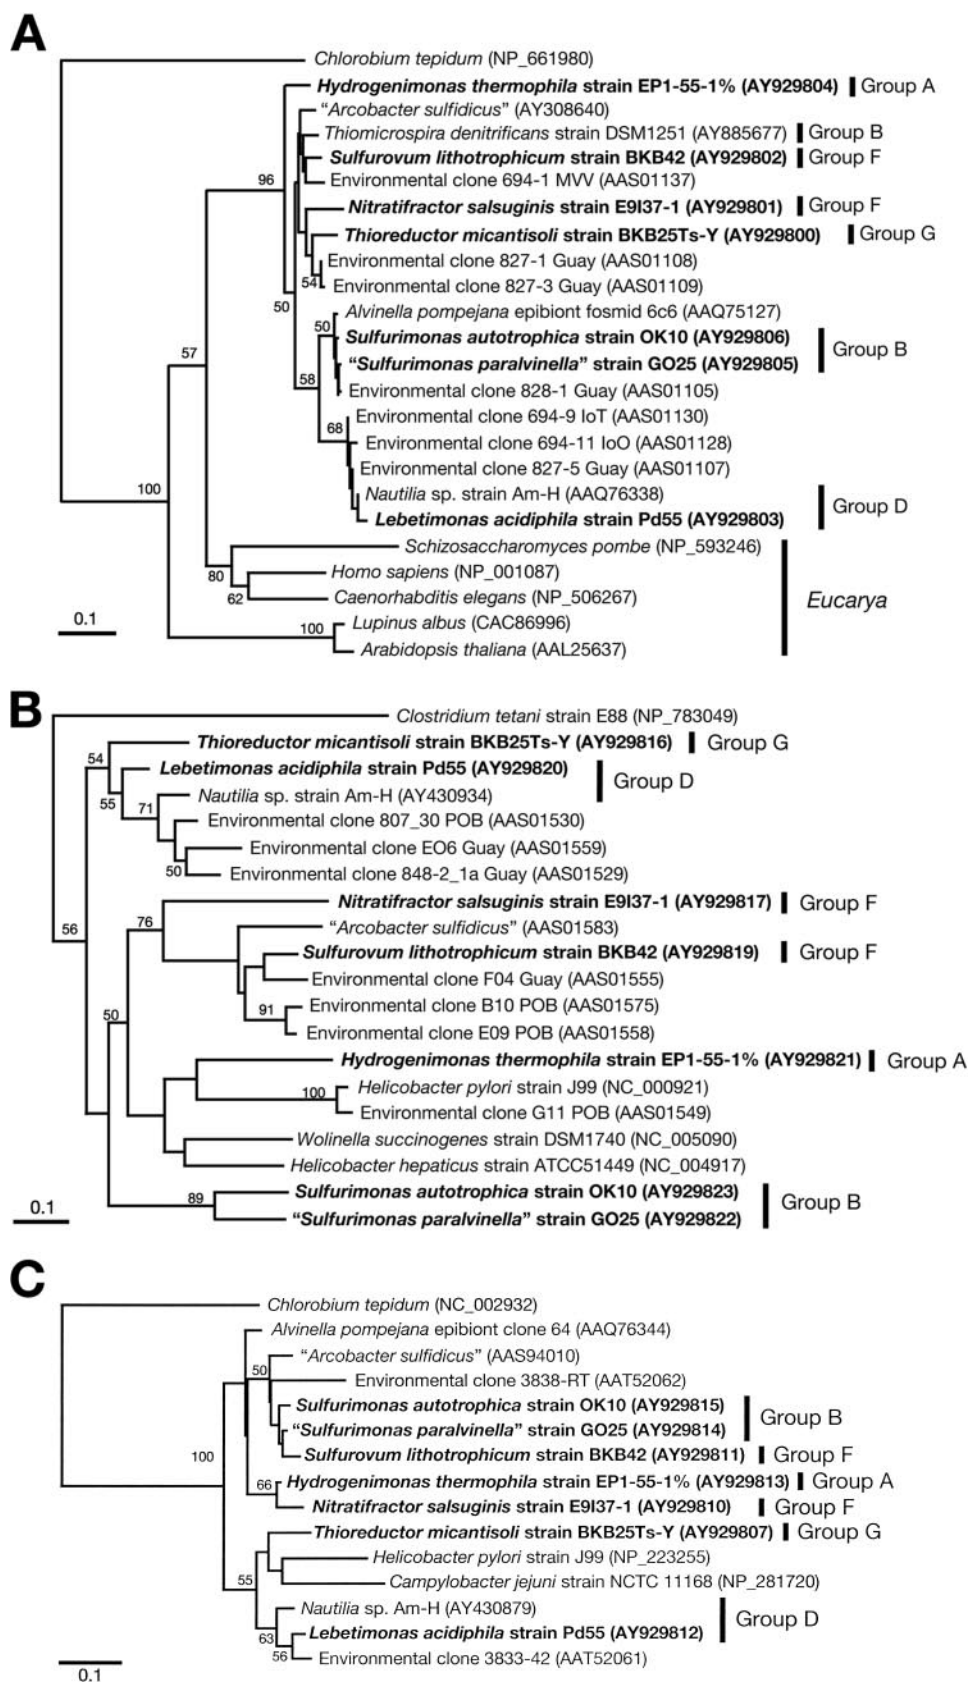 A
Chlorobium tepidum (NP_661980)
Hydrogenimonas thermophila strain EP1-55-1% (AY929804) Group A
"Arcobacter sulfidicus" (AY308640)
Thiomicrospira denitrificans strain DSM1251 (AY885677) Group B
Sulfurovum lithotrophicum strain BKB42 (AY929802) Group F
96
Environmental clone 694-1 MVV (AAS01137)
Nitratifractor salsuginis strain E9I37-1 (AY929801) Group F
Thioreductor micantisoli strain BKB25Ts-Y (AY929800) Group G
Environmental clone 827-1 Guay (AAS01108)
54
Environmental clone 827-3 Guay (AAS01109)
50
Alvinella pompejana epibiont fosmid 6c6 (AAQ75127)
50
Sulfurimonas autotrophica strain OK10 (AY929806)
Group B
57
"Sulfurimonas paralvinella" strain GO25 (AY929805)
58
Environmental clone 828-1 Guay (AAS01105)
Environmental clone 694-9 IoT (AAS01130)
68
Environmental clone 694-11 IoO (AAS01128)
Environmental clone 827-5 Guay (AAS01107)
100
Nautilia sp. strain Am-H (AAQ76338)
Group D
Lebetimonas acidiphila strain Pd55 (AY929803)
Schizosaccharomyces pombe (NP_593246)
80
Homo sapiens (NP_001087)
62
Caenorhabditis elegans (NP_506267)
Eucarya
0.1
Lupinus albus (CAC86996)
100
Arabidopsis thaliana (AAL25637)
B
Clostridium tetani strain E88 (NP_783049)
Thioreductor micantisoli strain BKB25Ts-Y (AY929816) Group G
54
Lebetimonas acidiphila strain Pd55 (AY929820)
Group D
55
Nautilia sp. strain Am-H (AY430934)
71
Environmental clone 807_30 POB (AAS01530)
Environmental clone EO6 Guay (AAS01559)
50
Environmental clone 848-2_1a Guay (AAS01529)
Nitratifractor salsuginis strain E9I37-1 (AY929817) Group F
76
56
"Arcobacter sulfidicus" (AAS01583)
Sulfurovum lithotrophicum strain BKB42 (AY929819) Group F
Environmental clone F04 Guay (AAS01555)
91
Environmental clone B10 POB (AAS01575)
50
Environmental clone E09 POB (AAS01558)
Hydrogenimonas thermophila strain EP1-55-1% (AY929821) Group A
Helicobacter pylori strain J99 (NC_000921)
100
Environmental clone G11 POB (AAS01549)
Wolinella succinogenes strain DSM1740 (NC_005090)
Helicobacter hepaticus strain ATCC51449 (NC_004917)
Sulfurimonas autotrophica strain OK10 (AY929823)
89
Group B
0.1
"Sulfurimonas paralvinella" strain GO25 (AY929822)
C
Chlorobium tepidum (NC_002932)
Alvinella pompejana epibiont clone 64 (AAQ76344)
"Arcobacter sulfidicus" (AAS94010)
50
Environmental clone 3838-RT (AAT52062)
Sulfurimonas autotrophica strain OK10 (AY929815)
Group B
"Sulfurimonas paralvinella" strain GO25 (AY929814)
100
Sulfurovum lithotrophicum strain BKB42 (AY929811) Group F
66
Hydrogenimonas thermophila strain EP1-55-1% (AY929813) Group A
Nitratifractor salsuginis strain E9I37-1 (AY929810) Group F
Thioreductor micantisoli strain BKB25Ts-Y (AY929807) Group G
Helicobacter pylori strain J99 (NP_223255)
55
Campylobacter jejuni strain NCTC 11168 (NP_281720)
Nautilia sp. Am-H (AY430879)
Group D
63
Lebetimonas acidiphila strain Pd55 (AY929812)
56
Environmental clone 3833-42 (AAT52061)
0.1